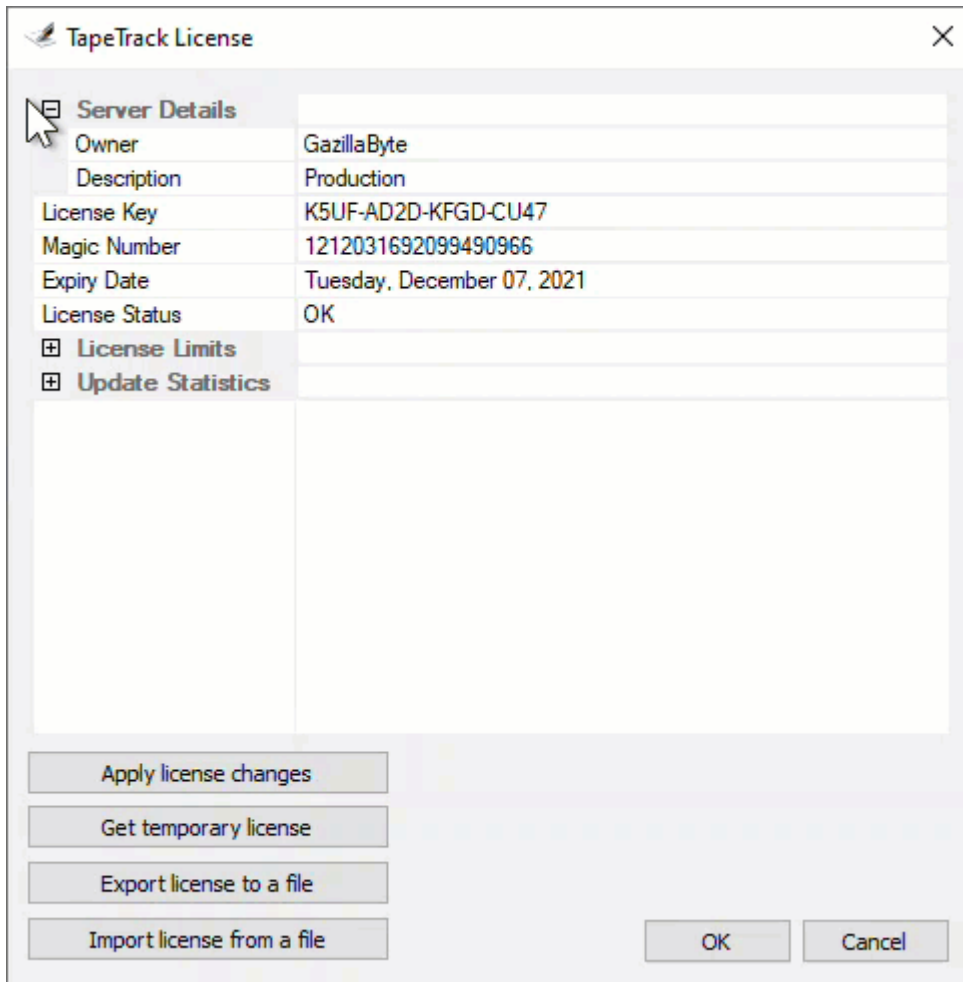 TapeTrack License
Server Details
Owner GazillaByte
Description Production
License Key K5UF-AD2D-KFGD-CU47
Magic Number 1212031692099490966
Expiry Date Tuesday, December 07, 2021
License Status OK
License Limits
Update Statistics
Apply license changes
Get temporary license
Export license to a file
Import license from a file
OK Cancel